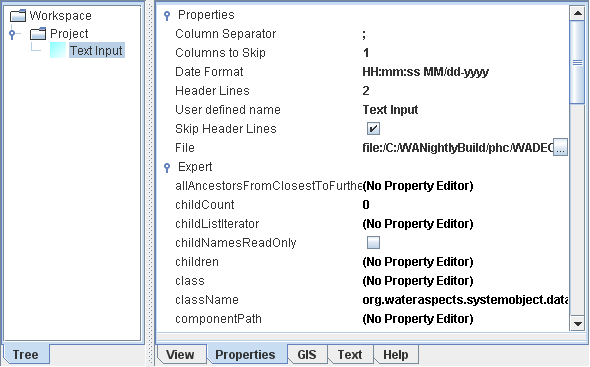 Workspace
Project
Text Input
Tree
Properties
Column Separator ;
Columns to Skip 1
Date Format HH:mm:ss MM/dd-yyyy
Header Lines 2
User defined name Text Input
Skip Header Lines
File file:/C:/WANightlyBuild/phc/WADEC ...
Expert
allAncestorsFromClosestToFurthe (No Property Editor)
childCount 0
childListIterator (No Property Editor)
childNamesReadOnly
children (No Property Editor)
class (No Property Editor)
className org.wateraspects.systemobject.data
componentPath (No Property Editor)
View Properties GIS Text Help